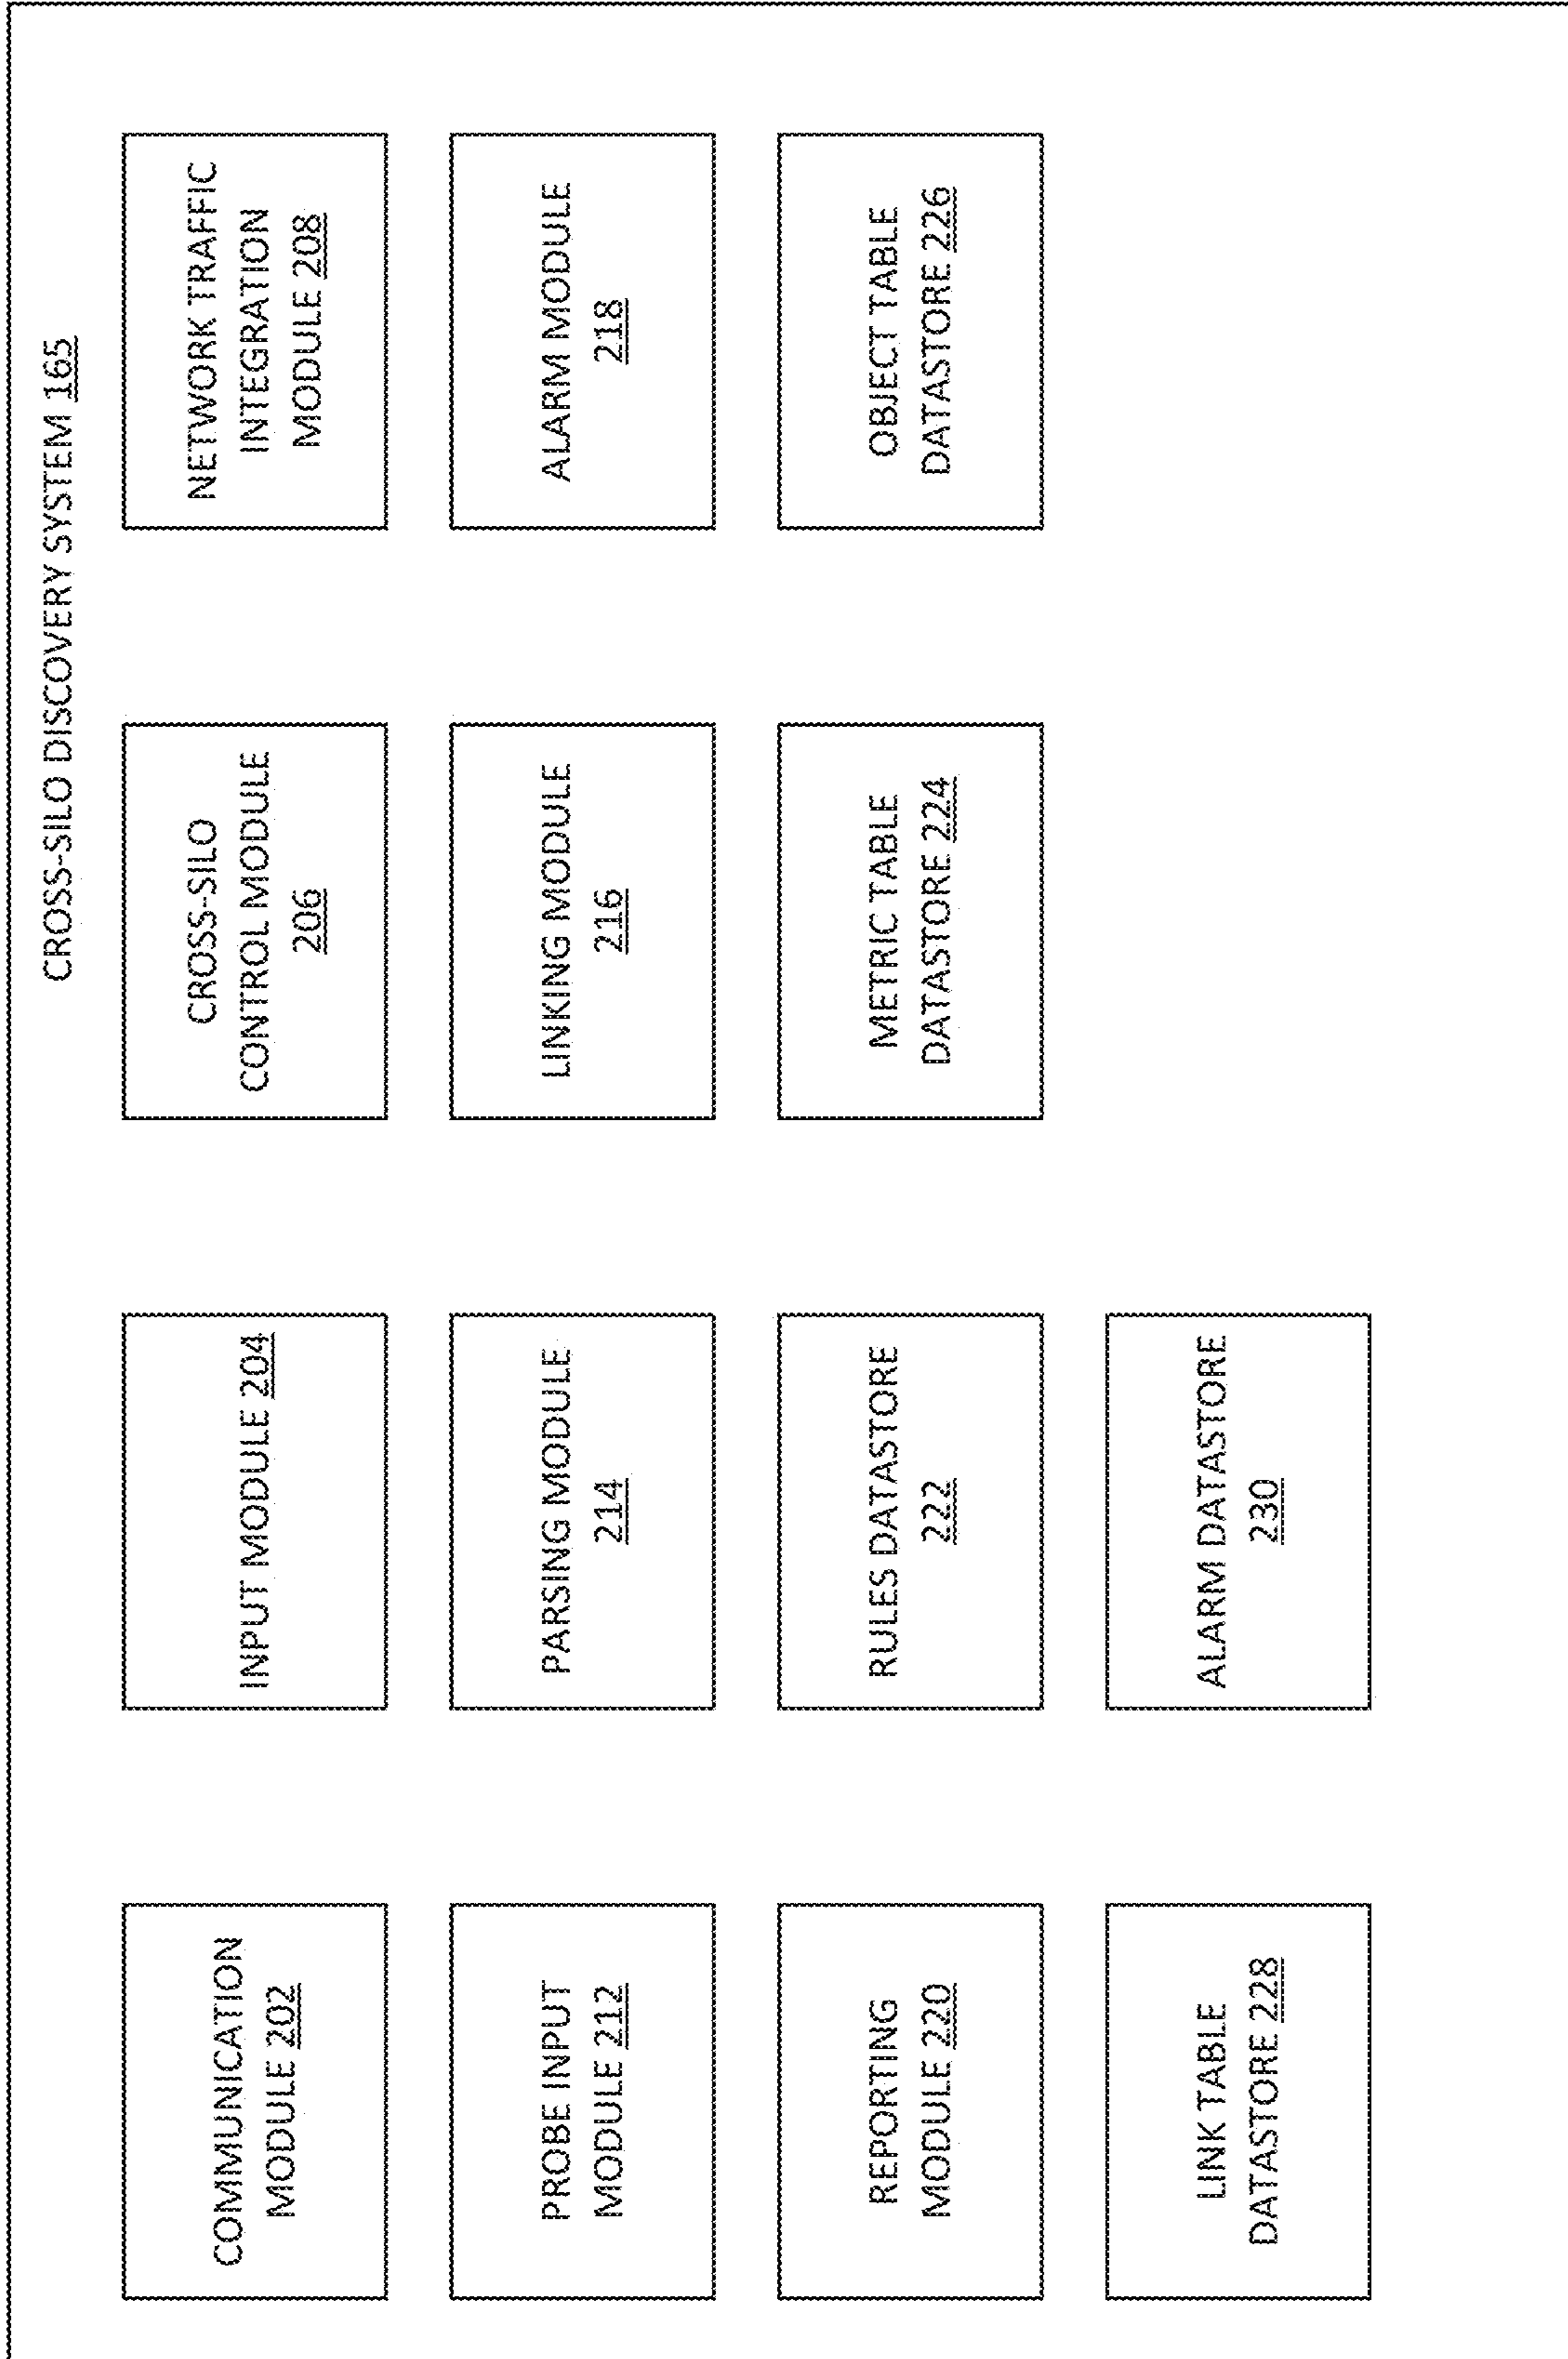 CROSS-SILO DISCOVERY SYSTEM 165
COMMUNICATION
MODULE 202
INPUT MODULE 204
CROSS-SILO
CONTROL MODULE
206
NETWORK TRAFFIC
INTEGRATION
MODULE 208
PROBE INPUT
MODULE 212
PARSING MODULE
214
LINKING MODULE
216
ALARM MODULE
218
REPORTING
MODULE 220
RULES DATASTORE
222
METRIC TABLE
DATASTORE 224
OBJECT TABLE
DATASTORE 226
LINK TABLE
DATASTORE 228
ALARM DATASTORE
230